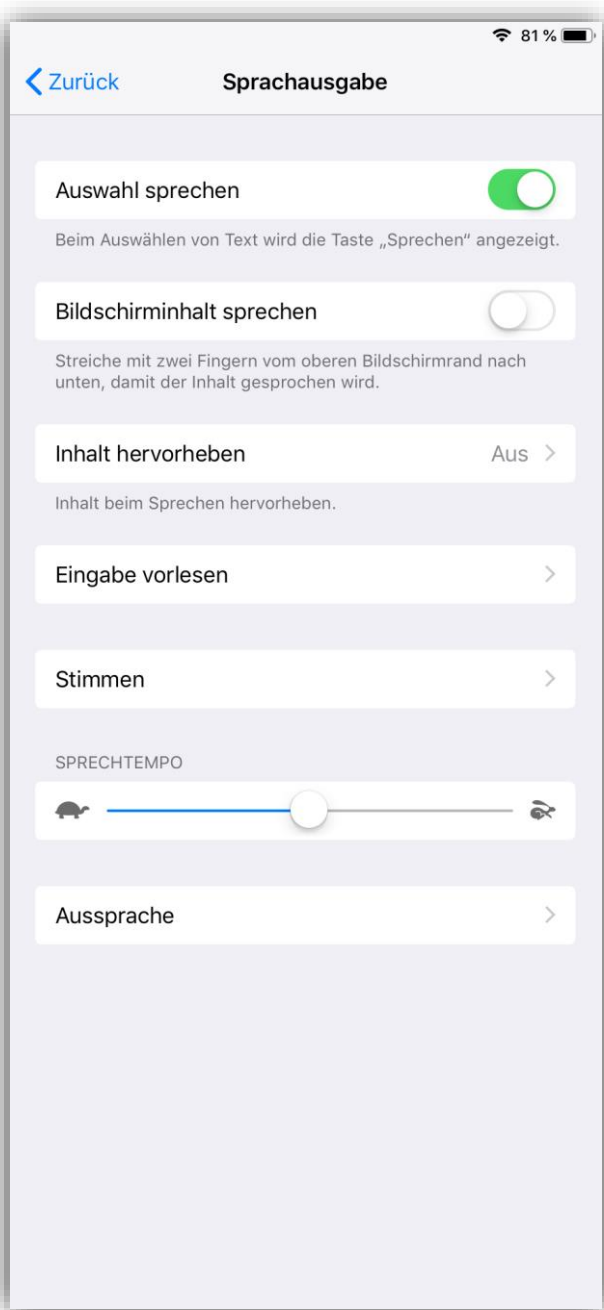 81 %
Zurück
Sprachausgabe
Auswahl sprechen
Beim Auswählen von Text wird die Taste „Sprechen“ angezeigt.
Bildschirminhalt sprechen
Streiche mit zwei Fingern vom oberen Bildschirmrand nach
unten, damit der Inhalt gesprochen wird.
Inhalt hervorheben Aus
Inhalt beim Sprechen hervorheben.
Eingabe vorlesen
Stimmen
SPRECHTEMPO
Aussprache